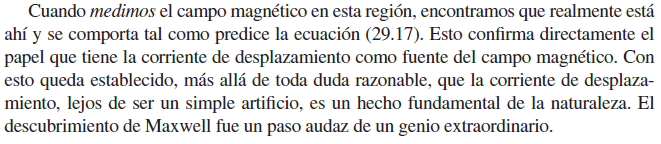 Cuando medimos el campo magnético en esta región, encontramos que realmente está
ahí y se comporta tal como predice la ecuación (29.17). Esto confirma directamente el
papel que tiene la corriente de desplazamiento como fuente del campo magnético. Con
esto queda establecido, más allá de toda duda razonable, que la corriente de desplaza-
miento, lejos de ser un simple artificio, es un hecho fundamental de la naturaleza. El
descubrimiento de Maxwell fue un paso audaz de un genio extraordinario.